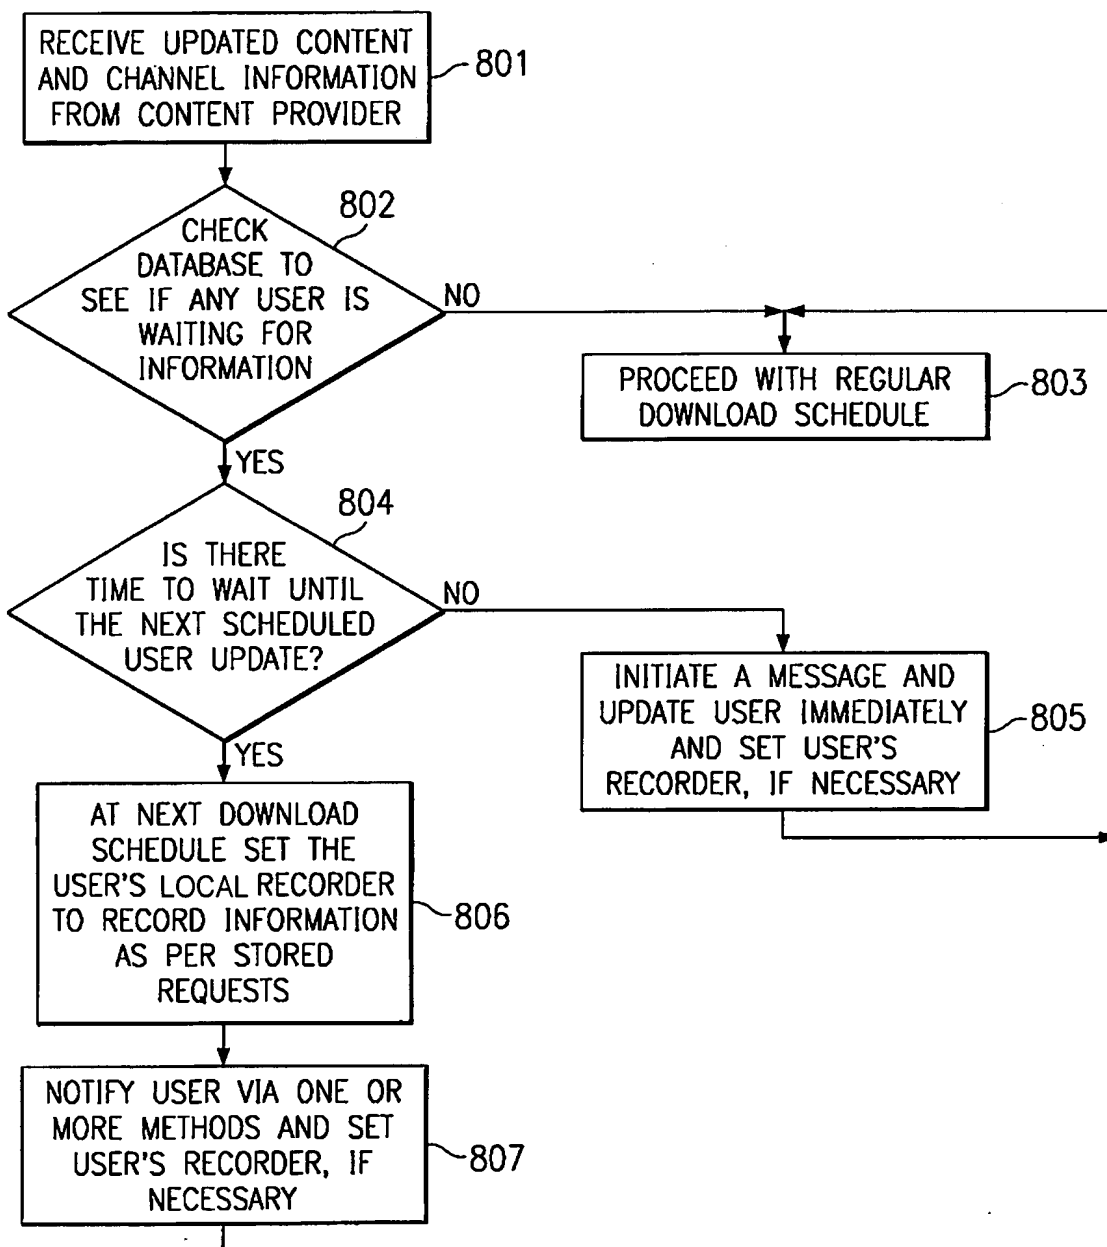 RECEIVE UPDATED CONTENT
AND CHANNEL INFORMATION
FROM CONTENT PROVIDER
801
802
CHECK
DATABASE TO
SEE IF ANY USER IS
WAITING FOR
INFORMATION
NO
PROCEED WITH REGULAR
DOWNLOAD SCHEDULE
803
YES
804
IS THERE
TIME TO WAIT UNTIL
THE NEXT SCHEDULED
USER UPDATE?
NO
INITIATE A MESSAGE AND
UPDATE USER IMMEDIATELY
AND SET USER'S
RECORDER, IF NECESSARY
805
YES
AT NEXT DOWNLOAD
SCHEDULE SET THE
USER'S LOCAL RECORDER
TO RECORD INFORMATION
AS PER STORED
REQUESTS
806
NOTIFY USER VIA ONE OR
MORE METHODS AND SET
USER'S RECORDER, IF
NECESSARY
807